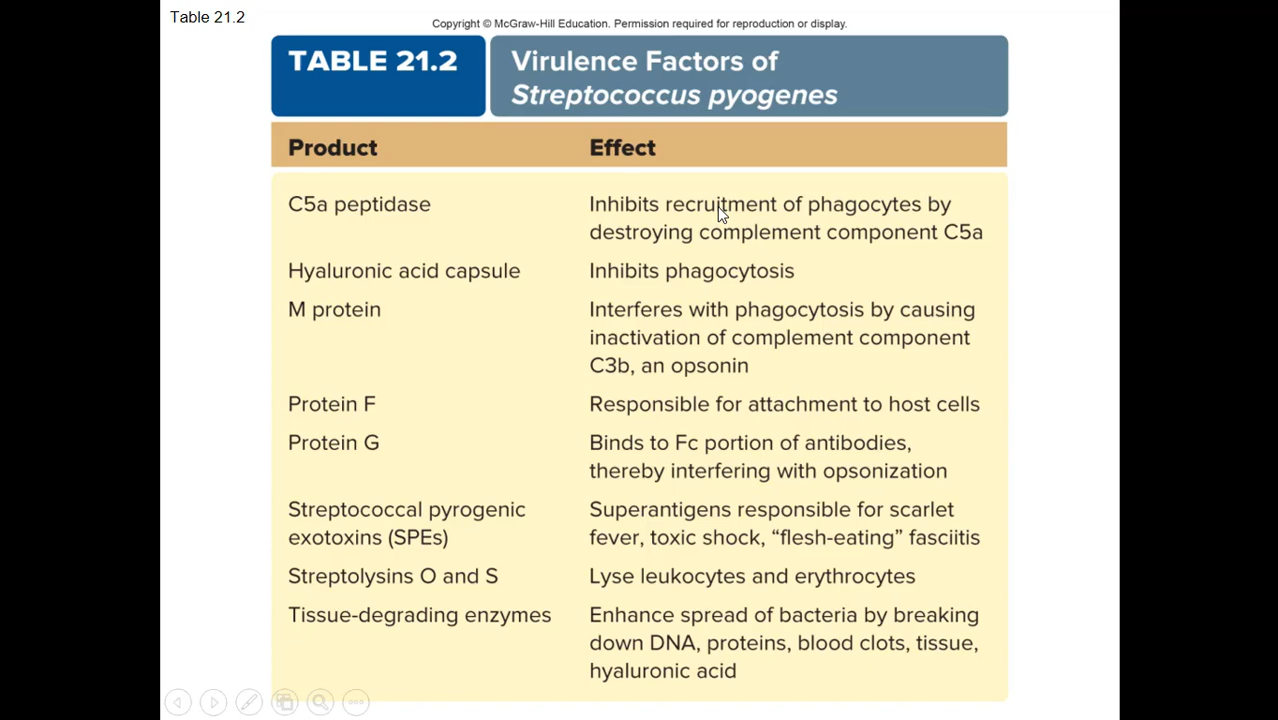 Table 21.2
Copyright © McGraw-Hill Education. Permission required for reproduction or display.
TABLE 21.2
Virulence Factors of
Streptococcus pyogenes
Product Effect
C5a peptidase Inhibits recruitment of phagocytes by
destroying complement component C5a
Hyaluronic acid capsule Inhibits phagocytosis
M protein Interferes with phagocytosis by causing
inactivation of complement component
C3b, an opsonin
Protein F Responsible for attachment to host cells
Protein G Binds to Fc portion of antibodies,
thereby interfering with opsonization
Streptococcal pyrogenic Superantigens responsible for scarlet
exotoxins (SPEs) fever, toxic shock, “flesh-eating” fasciitis
Streptolysins O and S Lyse leukocytes and erythrocytes
Tissue-degrading enzymes Enhance spread of bacteria by breaking
down DNA, proteins, blood clots, tissue,
hyaluronic acid